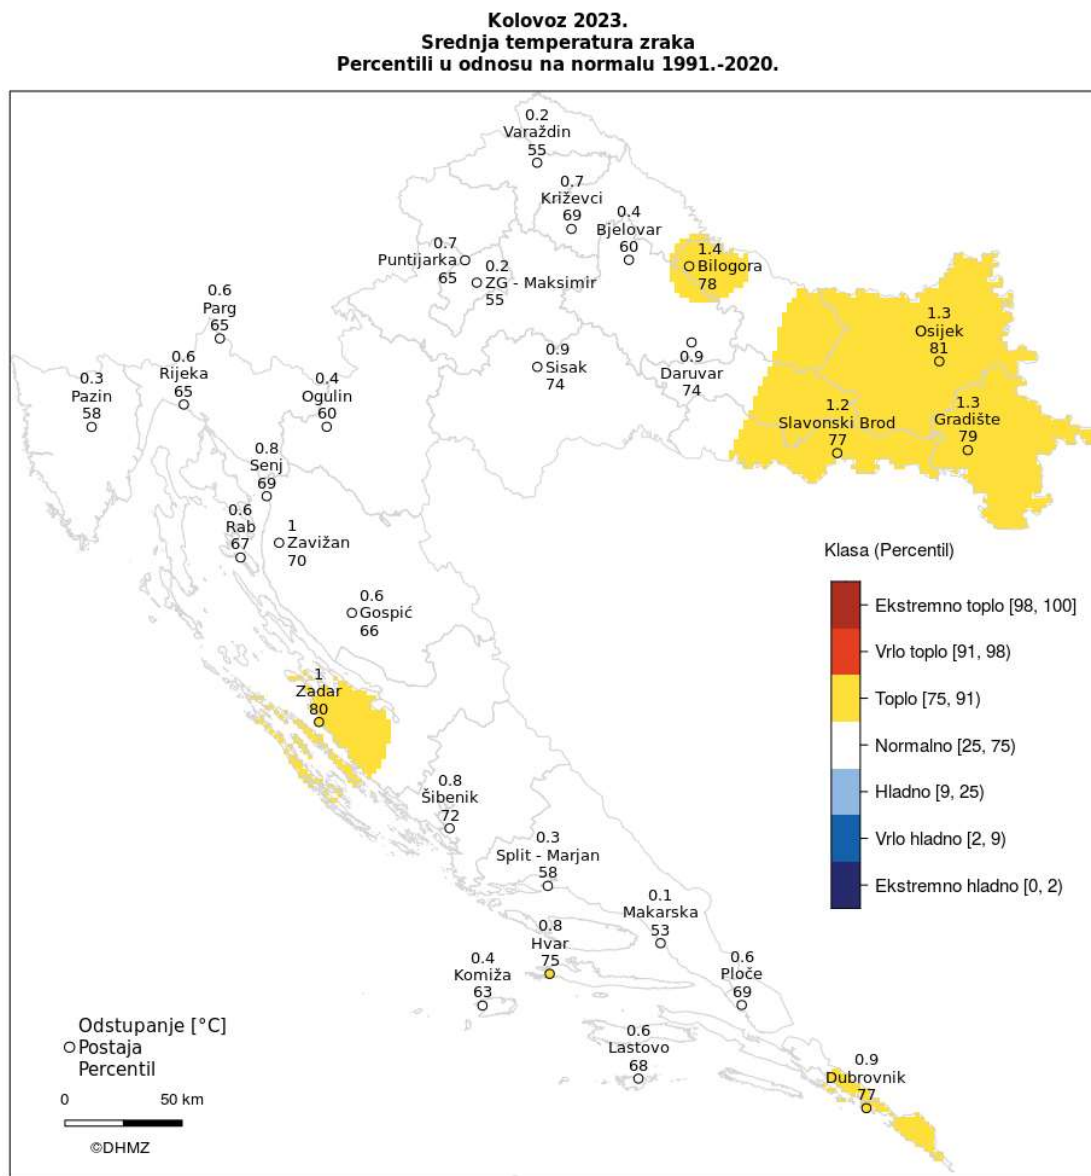 Kolovoz 2023.
Srednja temperatura zraka
Percentili u odnosu na normalu 1991.-2020.
0.2
Varaždin
55
0.7
Križevci
69
0.4
Bjelovar
60
0.7
Puntijarka
65
0.2
ZG - Maksimir
55
1.4
Bilogora
78
0.6
Parg
65
1.3
Osijek
81
0.6
Rijeka
65
0.9
Sisak
74
0.9
Daruvar
74
0.3
Pazin
58
0.4
Ogulin
60
1.2
Slavonski Brod
77
1.3
Gradište
79
0.8
Senj
69
0.6
Rab
67
1
Zavižan
70
0.6
Gospić
66
1
Zadar
80
0.8
Šibenik
72
0.3
Split - Marjan
58
0.1
Makarska
53
0.8
Hvar
75
0.4
Komiža
63
0.6
Ploče
69
0.6
Lastovo
68
0.9
Dubrovnik
77
Klasa (Percentil)
Ekstremno toplo [98, 100]
Vrlo toplo [91, 98)
Toplo [75, 91)
Normalno [25, 75)
Hladno [9, 25)
Vrlo hladno [2, 9)
Ekstremno hladno [0, 2)
Odstupanje [°C]
Postaja
Percentil
0 50 km
©DHMZ